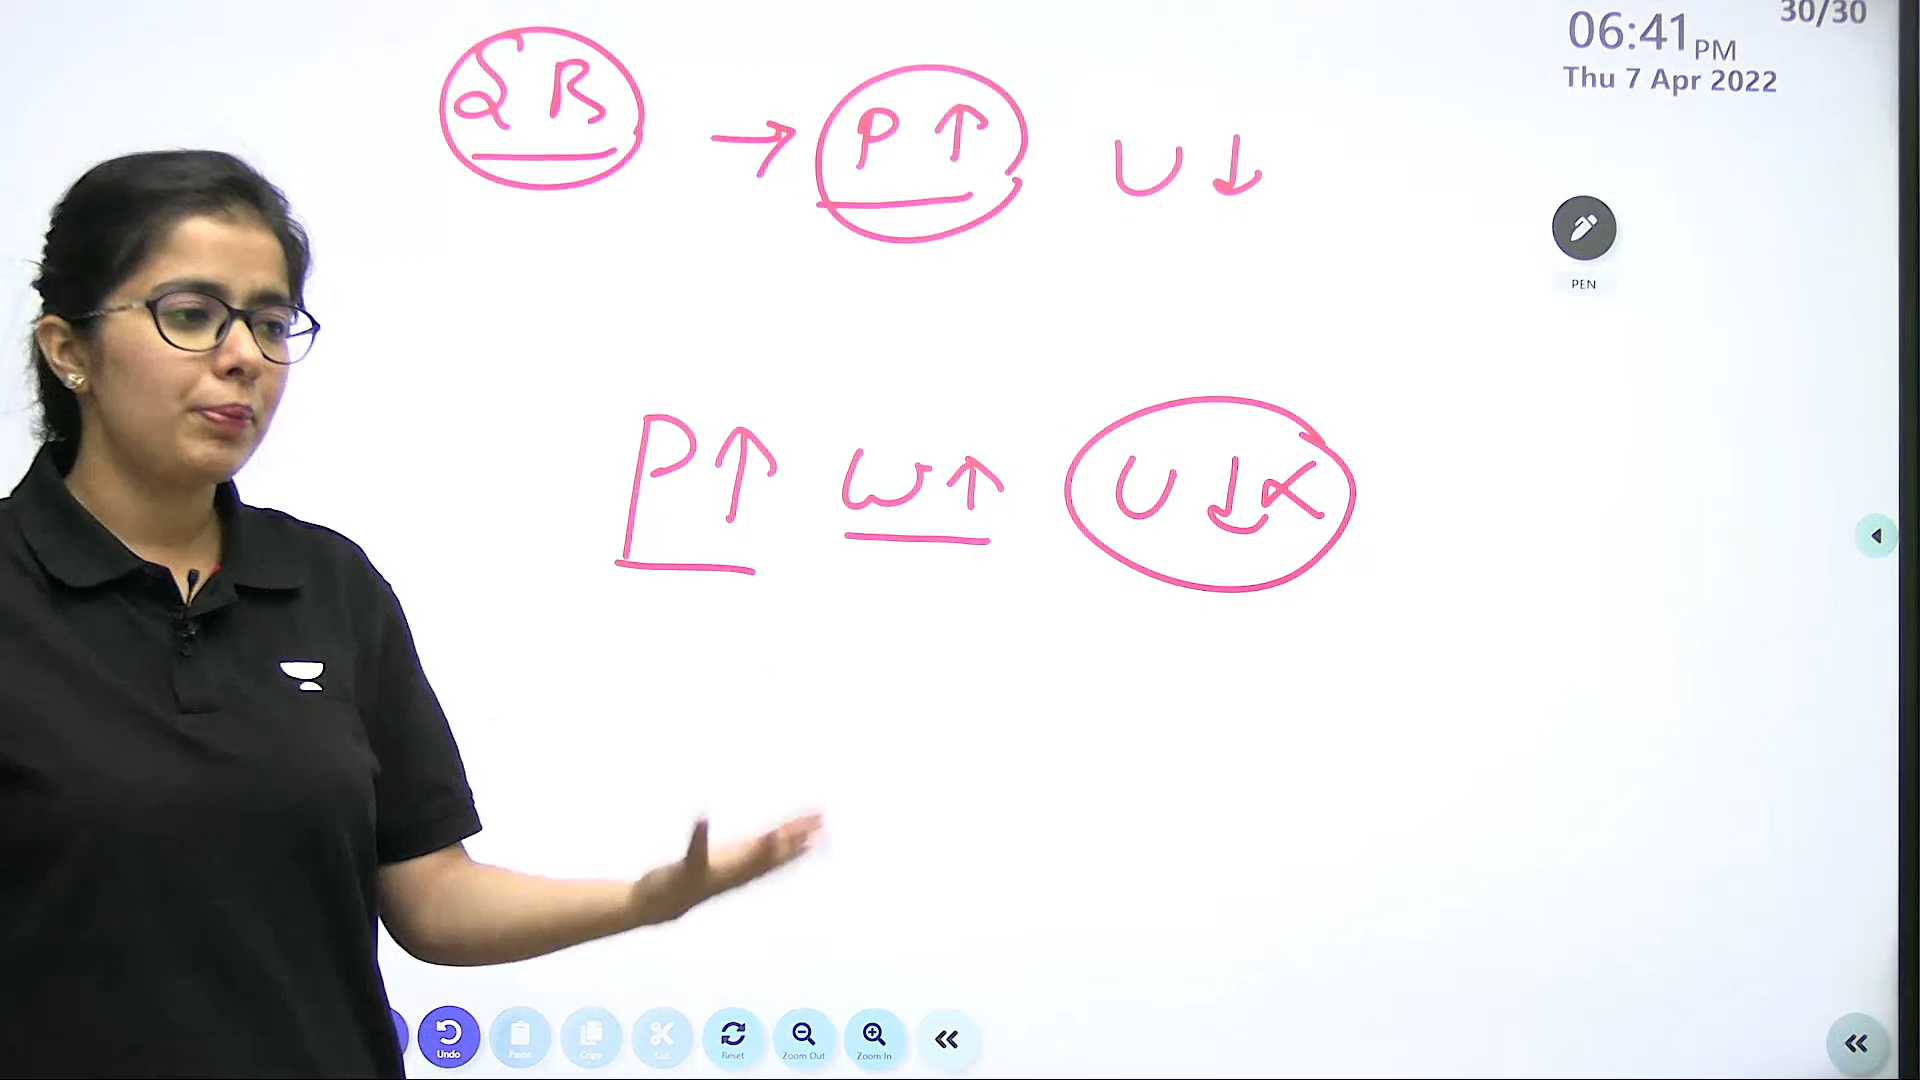 30/30
06:41 PM
Thu 7 Apr 2022
R → P ↑ U ↓
PEN
P ↑ W ↑ U ↓
Undo Paste Copy Cut Reset Zoom Out Zoom In